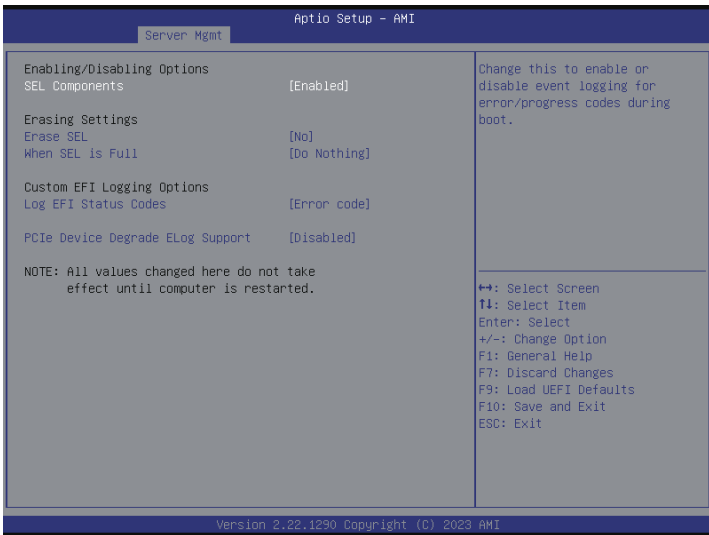 Aptio Setup - AMI
Server Mgmt
Enabling/Disabling Options
SEL Components [Enabled]
Erasing Settings
Erase SEL [No]
When SEL is Full [Do Nothing]
Custom EFI Logging Options
Log EFI Status Codes [Error code]
PCIe Device Degrade ELog Support [Disabled]
NOTE: All values changed here do not take
effect until computer is restarted.
Change this to enable or
disable event logging for
error/progress codes during
boot.
↔: Select Screen
↑↓: Select Item
Enter: Select
+/-: Change Option
F1: General Help
F7: Discard Changes
F9: Load UEFI Defaults
F10: Save and Exit
ESC: Exit
Version 2.22.1290 Copyright (C) 2023 AMI